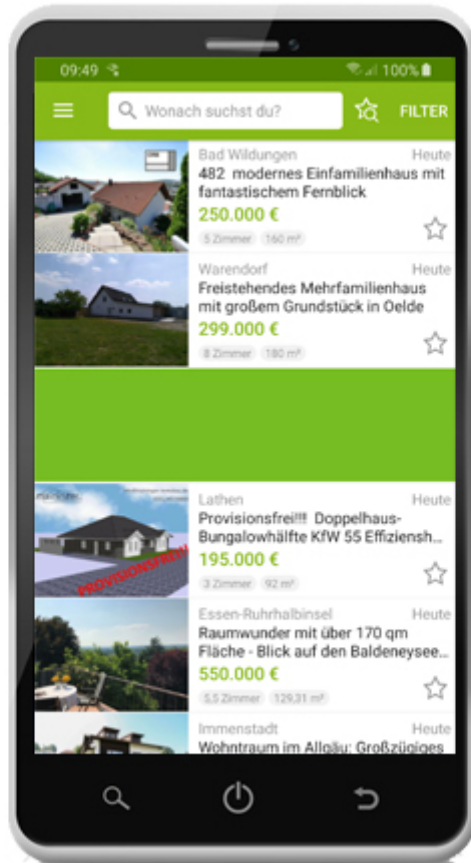 09:49
100%
Wonach suchst du?
FILTER
Bad Wildungen Heute
482 modernes Einfamilienhaus mit
fantastischem Fernblick
250.000 €
5 Zimmer 160 m²
Warendorf Heute
Freistehendes Mehrfamilienhaus
mit großem Grundstück in Oelde
299.000 €
8 Zimmer 180 m²
PROVISIONSFREI!!
Lathen Heute
Provisionsfrei!!! Doppelhaus-
Bungalowhälfte KfW 55 Effiziensh...
195.000 €
3 Zimmer 92 m²
Essen-Ruhrhalbinsel Heute
Raumwunder mit über 170 qm
Fläche - Blick auf den Baldeneysee...
550.000 €
5,5 Zimmer 129,31 m²
Immenstadt Heute
Wohntraum im Allgäu: Großzügiges